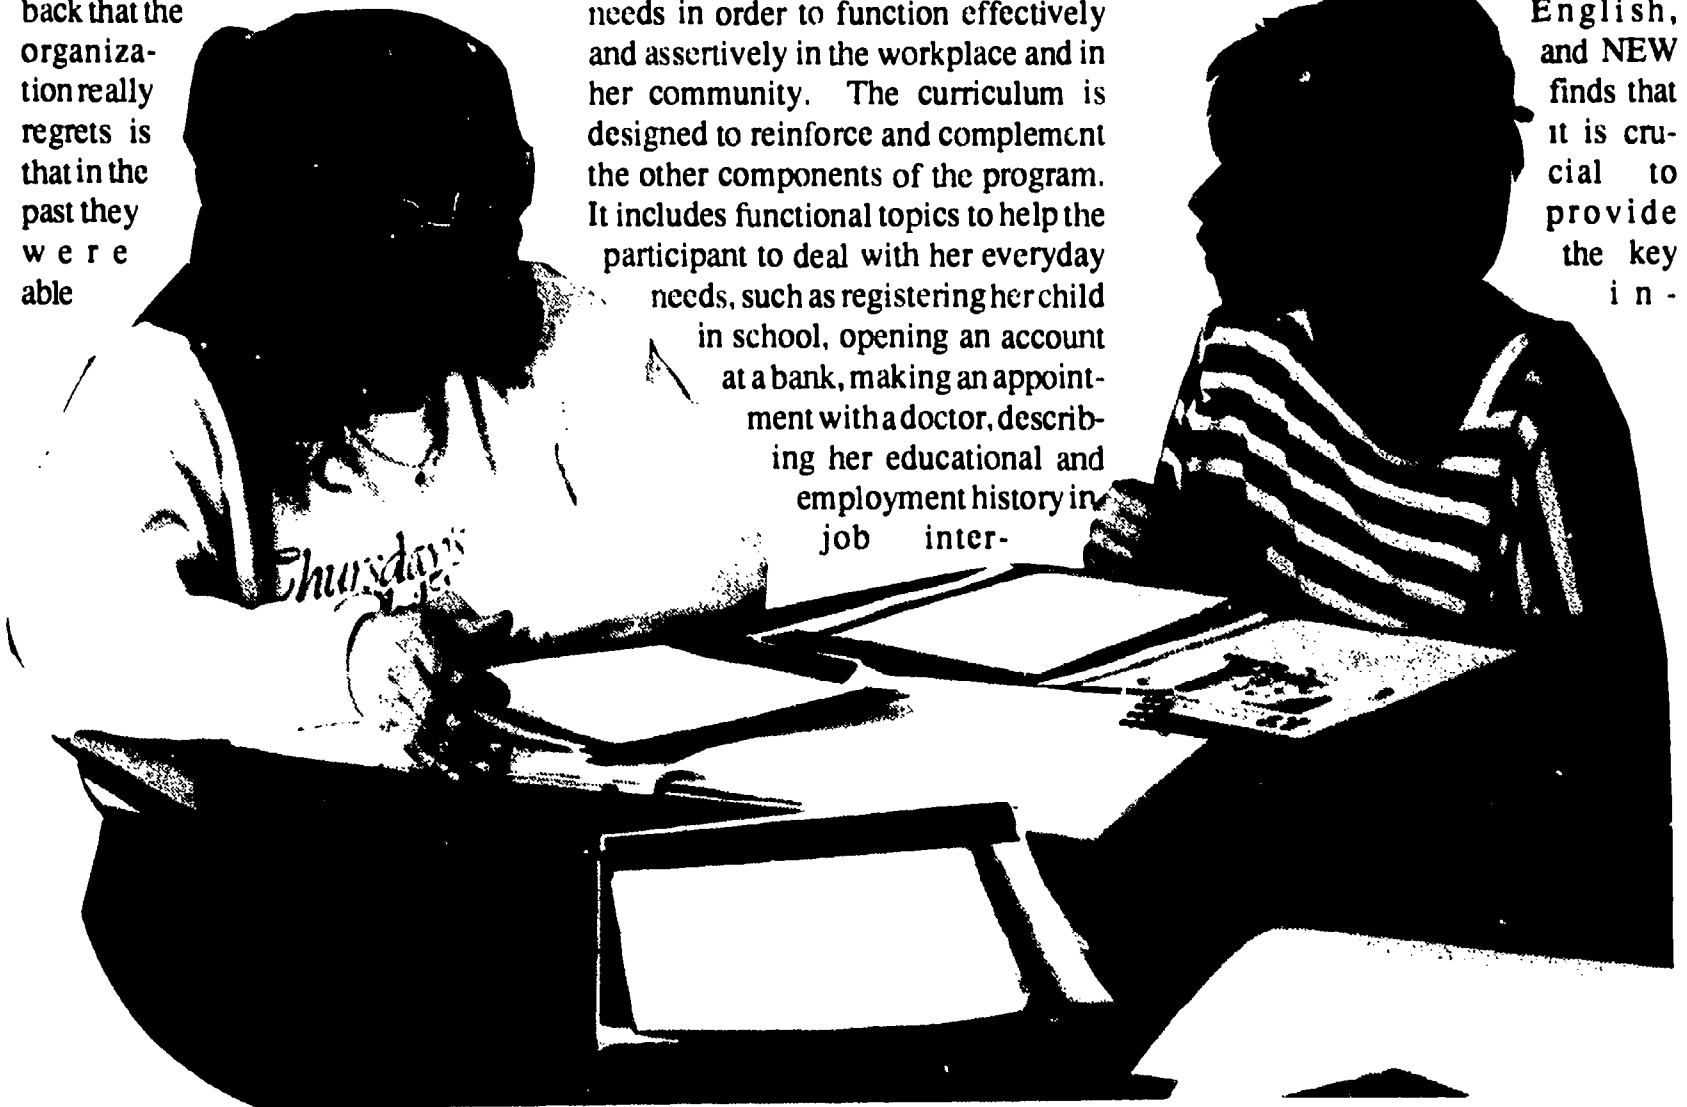 back that the
organiza-
tion really
regrets is
that in the
past they
were
able
needs in order to function effectively
and assertively in the workplace and in
her community. The curriculum is
designed to reinforce and complement
the other components of the program.
It includes functional topics to help the
participant to deal with her everyday
needs, such as registering her child
in school, opening an account
at a bank, making an appoint-
ment with a doctor, describ-
ing her educational and
employment history in
job inter-
English,
and NEW
finds that
it is cru-
cial to
provide
the key
in-
Thursday's